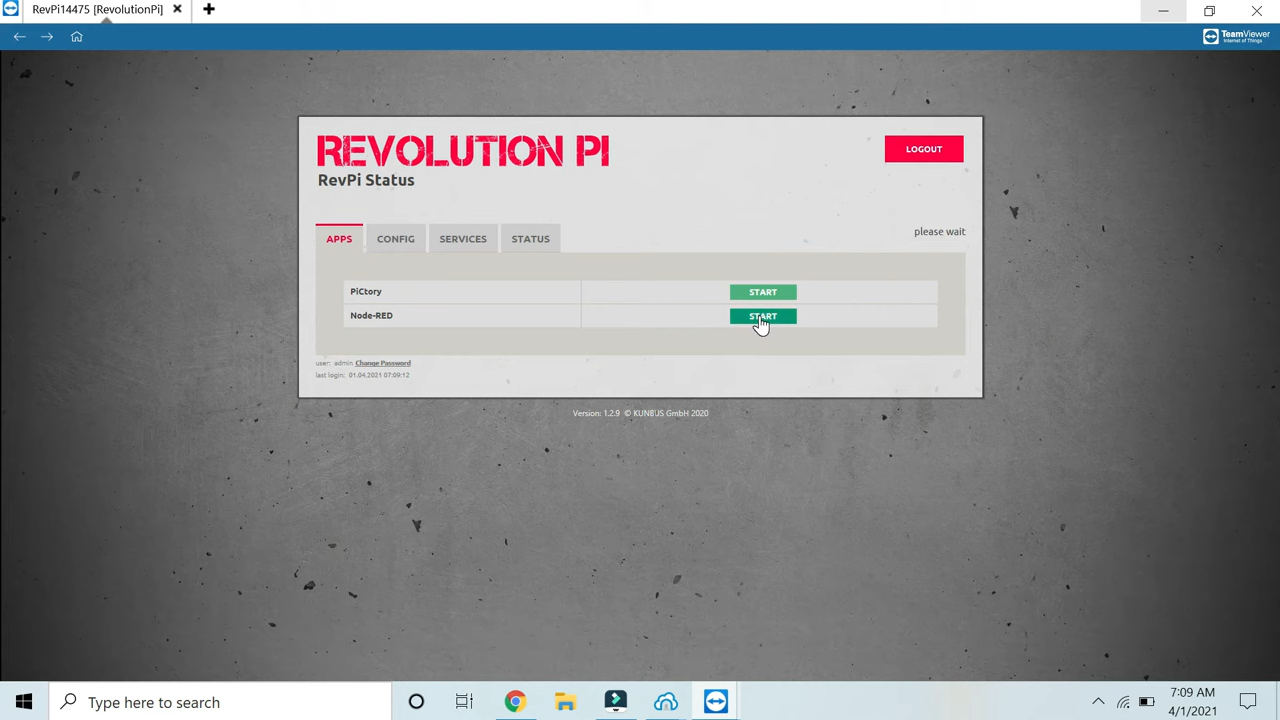 RevPi14475 [RevolutionPi]
TeamViewer
Internet of Things
REVOLUTION PI
LOGOUT
RevPi Status
please wait
APPS
CONFIG
SERVICES
STATUS
PiCtory
START
Node-RED
START
user: admin Change Password
last login: 01.04.2021 07:09:12
Version: 1.2.9 © KUNBUS GmbH 2020
Type here to search
7:09 AM
4/1/2021